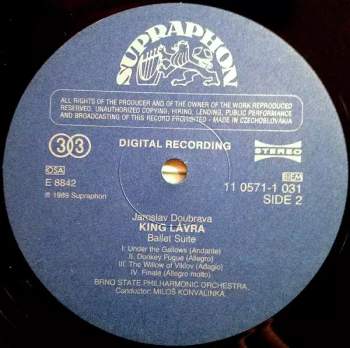 SUPRAPHON
ALL RIGHTS OF THE PRODUCER AND OF THE OWNER OF THE WORK REPRODUCED
RESERVED. UNAUTHORIZED COPYING, HIRING, LENDING, PUBLIC PERFORMANCE
AND BROADCASTING OF THIS RECORD PROHIBITED - MADE IN CZECHOSLOVAKIA
33 DIGITAL RECORDING STEREO
OSA
E 8842 11 0571-1 031
℗ 1989 Supraphon SIDE 2
Jaroslav Doubrava
KING LÁVRA
Ballet Suite
I. Under the Gallows (Andante)
II. Donkey Fugue (Allegro)
III. The Willow of Viklov (Adagio)
IV. Finale (Allegro molto)
BRNO STATE PHILHARMONIC ORCHESTRA,
Conductor: MILOŠ KONVALINKA